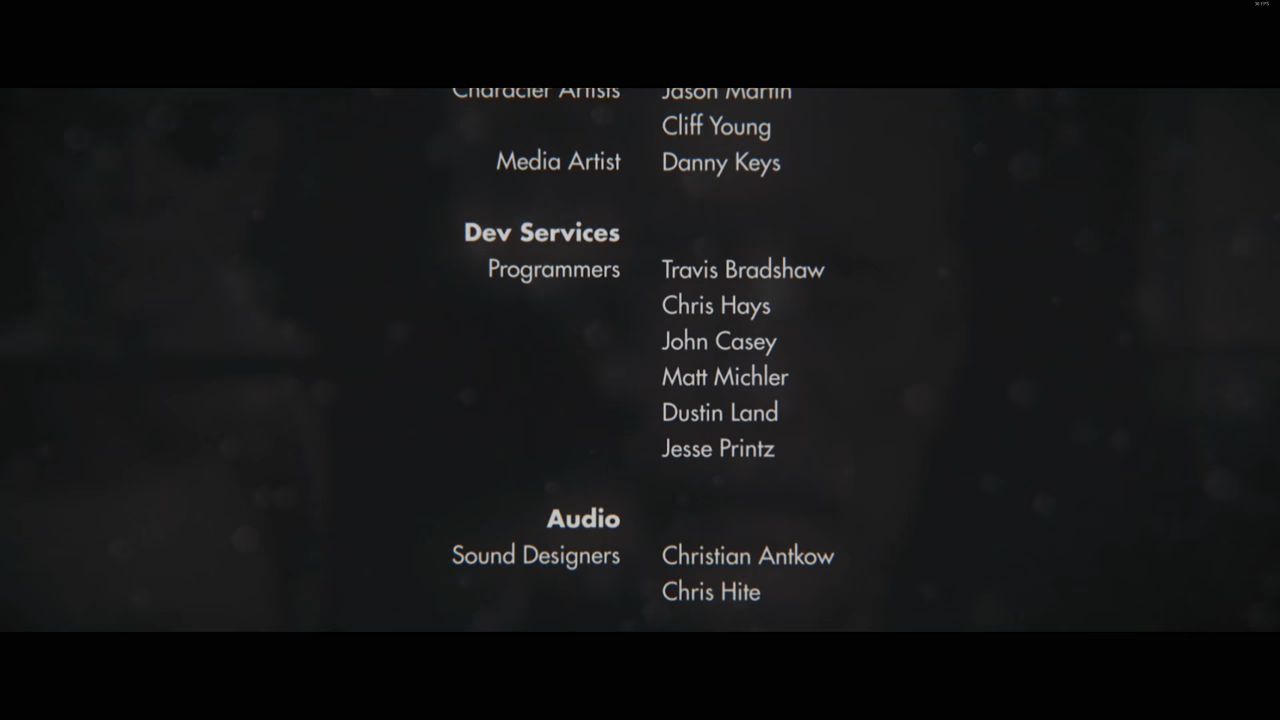 Character Artists Jason Martin
Cliff Young
Media Artist Danny Keys
Dev Services
Programmers Travis Bradshaw
Chris Hays
John Casey
Matt Michler
Dustin Land
Jesse Printz
Audio
Sound Designers Christian Antkow
Chris Hite